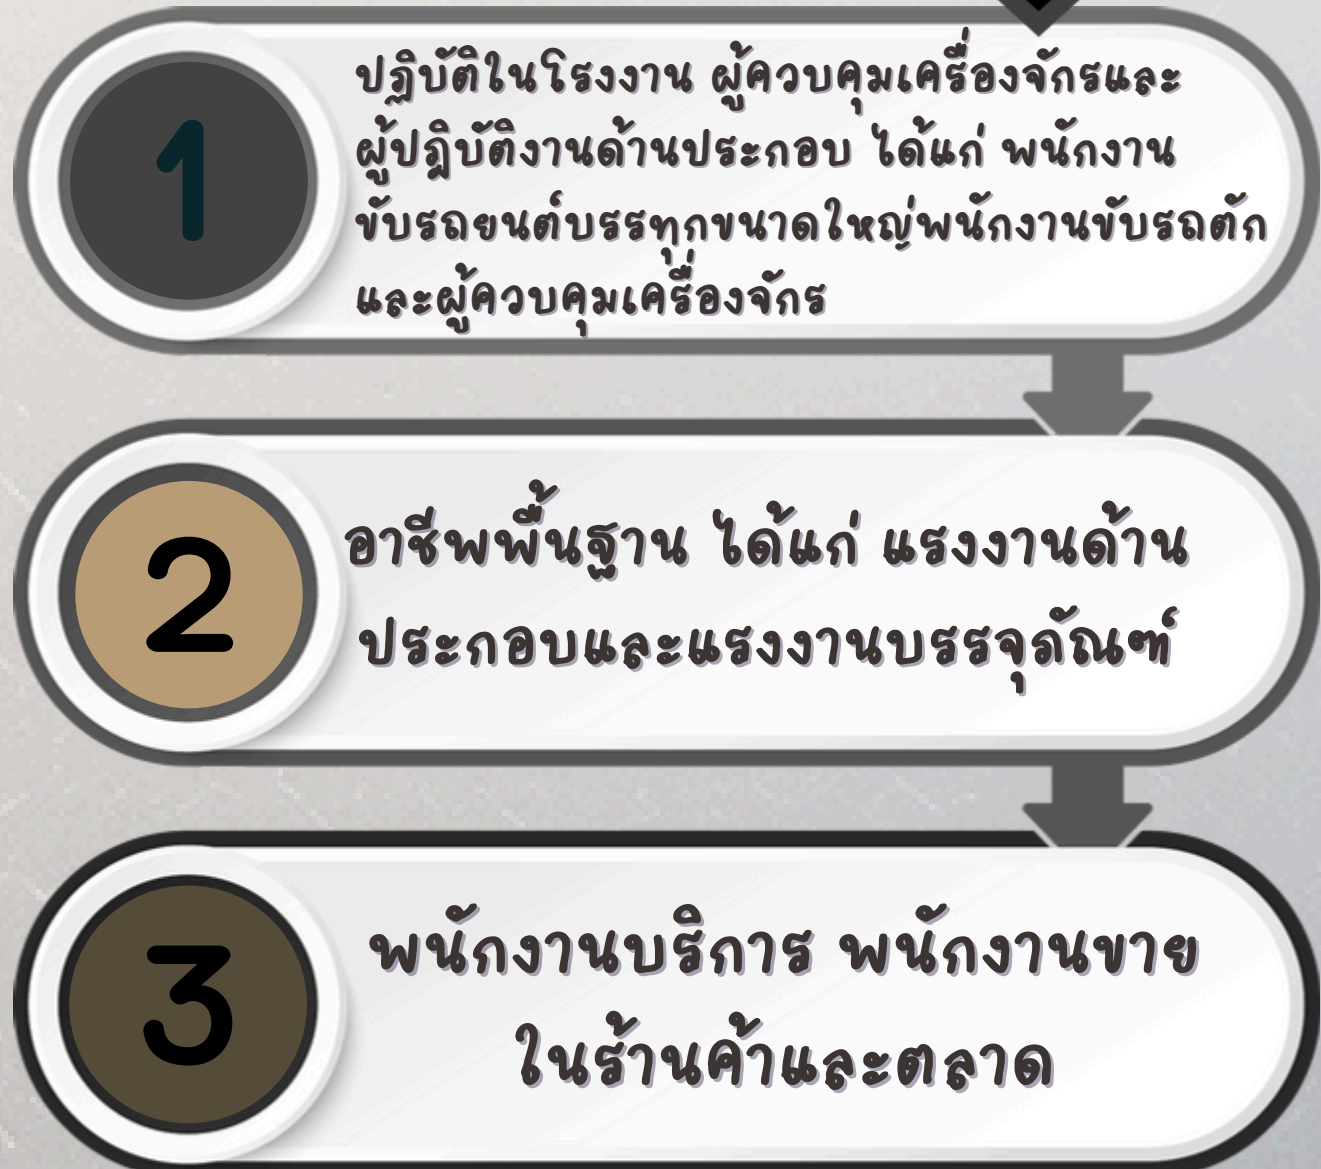 1
ปฏิบัติในโรงงาน ผู้ควบคุมเครื่องจักรและ
ผู้ปฎิบัติงานด้านประกอบ ได้แก่ พนักงาน
ขับรถยนต์บรรทุกขนาดใหญ่พนักงานขับรถตัก
และผู้ควบคุมเครื่องจักร
2
อาชีพพื้นฐาน ได้แก่ แรงงานด้าน
ประกอบและแรงงานบรรจุภัณฑ์
3
พนักงานบริการ พนักงานขาย
ในร้านค้าและตลาด